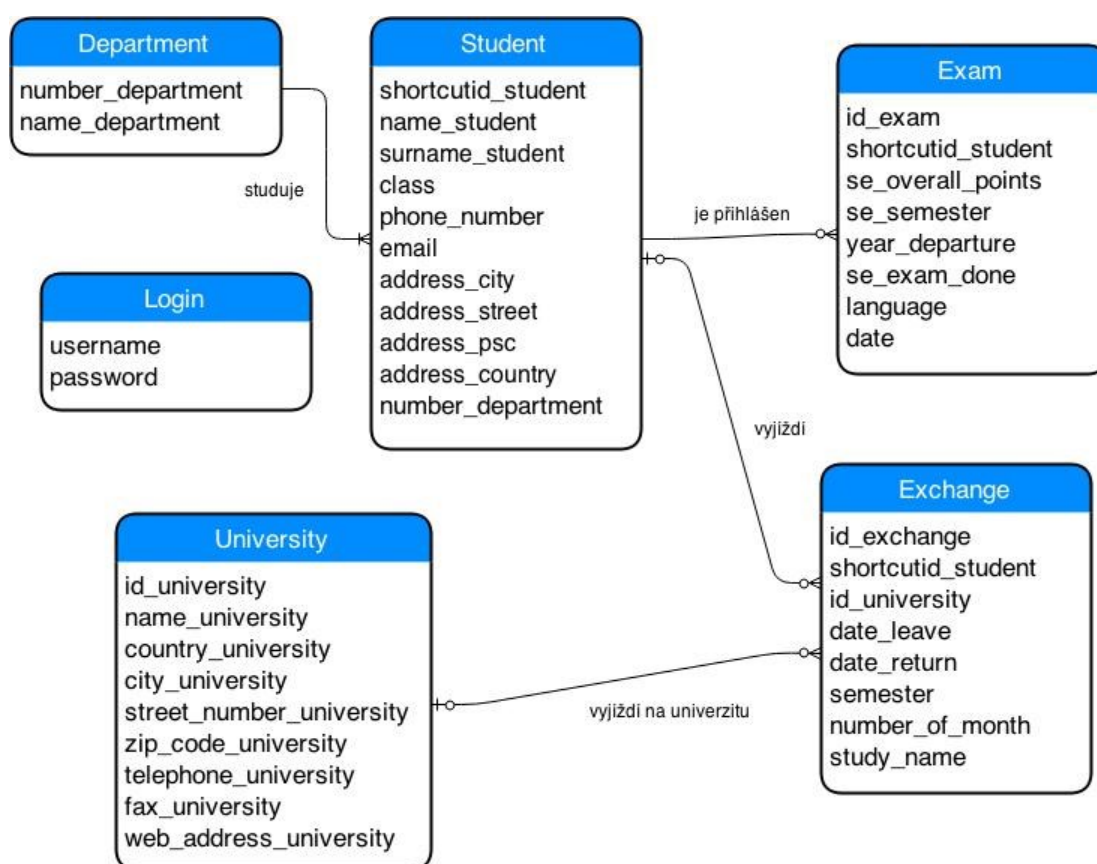 Department
number_department
name_department
studuje
Student
shortcutid_student
name_student
surname_student
class
phone_number
email
address_city
address_street
address_psc
address_country
number_department
je přihlášen
Exam
id_exam
shortcutid_student
se_overall_points
se_semester
year_departure
se_exam_done
language
date
Login
username
password
vyjíždí
University
id_university
name_university
country_university
city_university
street_number_university
zip_code_university
telephone_university
fax_university
web_address_university
vyjíždí na univerzitu
Exchange
id_exchange
shortcutid_student
id_university
date_leave
date_return
semester
number_of_month
study_name